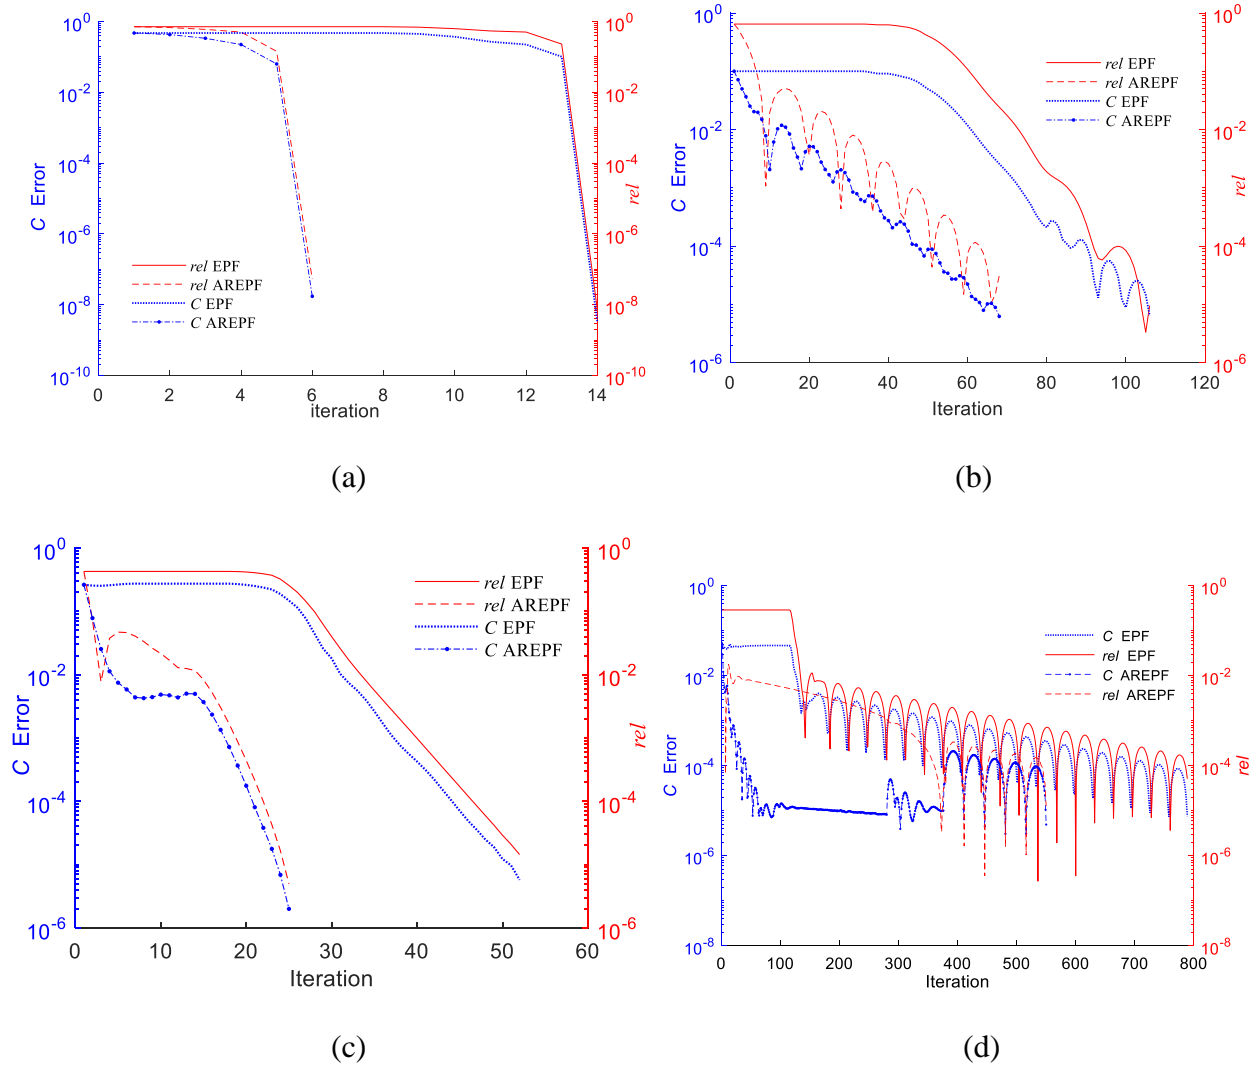 10^0
10^-2
10^-4
10^-6
10^-8
10^-10
C Error
10^0
10^-2
10^-4
10^-6
10^-8
10^-10
rel
rel EPF
rel AREPF
C EPF
C AREPF
0 2 4 6 8 10 12 14
iteration
(a)
10^0
10^-2
10^-4
10^-6
C Error
10^0
10^-2
10^-4
10^-6
rel
rel EPF
rel AREPF
C EPF
C AREPF
0 20 40 60 80 100 120
Iteration
(b)
10^0
10^-2
10^-4
10^-6
C Error
10^0
10^-2
10^-4
10^-6
rel
rel EPF
rel AREPF
C EPF
C AREPF
0 10 20 30 40 50 60
Iteration
(c)
10^0
10^-2
10^-4
10^-6
10^-8
C Error
10^0
10^-2
10^-4
10^-6
10^-8
rel
C EPF
rel EPF
C AREPF
rel AREPF
0 100 200 300 400 500 600 700 800
Iteration
(d)